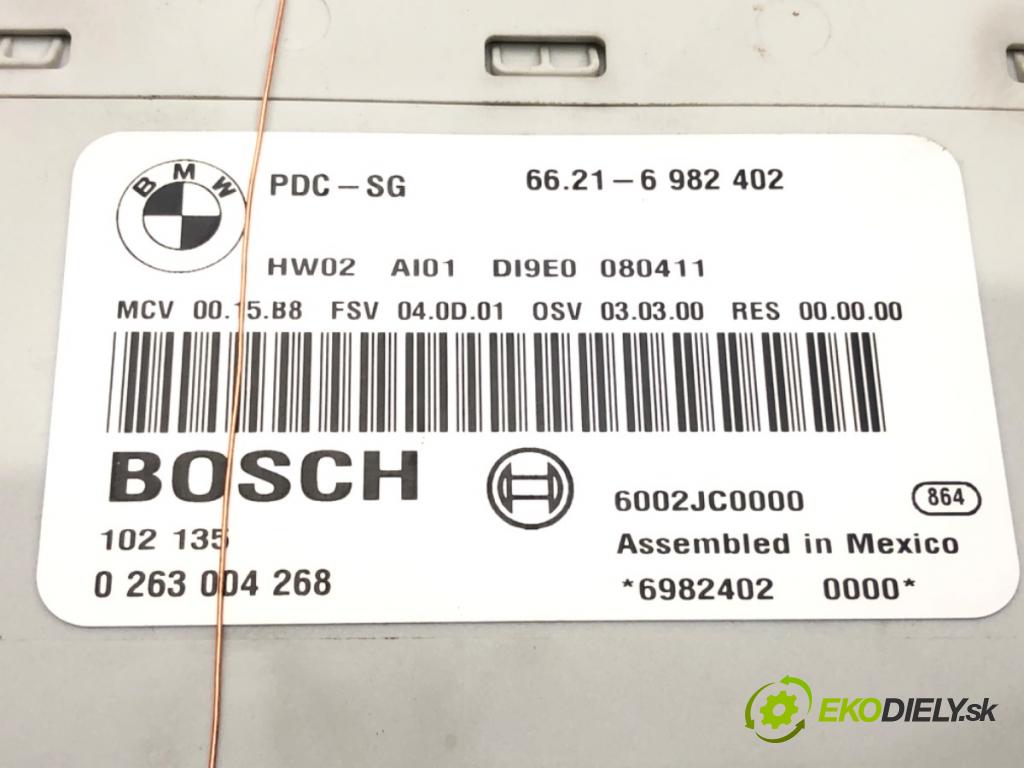 BMW
PDC-SG 66.21-6 982 402
HW02 AI01 DI9E0 080411
MCV 00.15.B8 FSV 04.0D.01 OSV 03.03.00 RES 00.00.00
BOSCH
6002JC0000 864
102 135 Assembled in Mexico
0 263 004 268 *6982402 0000*
EKODIELY.sk